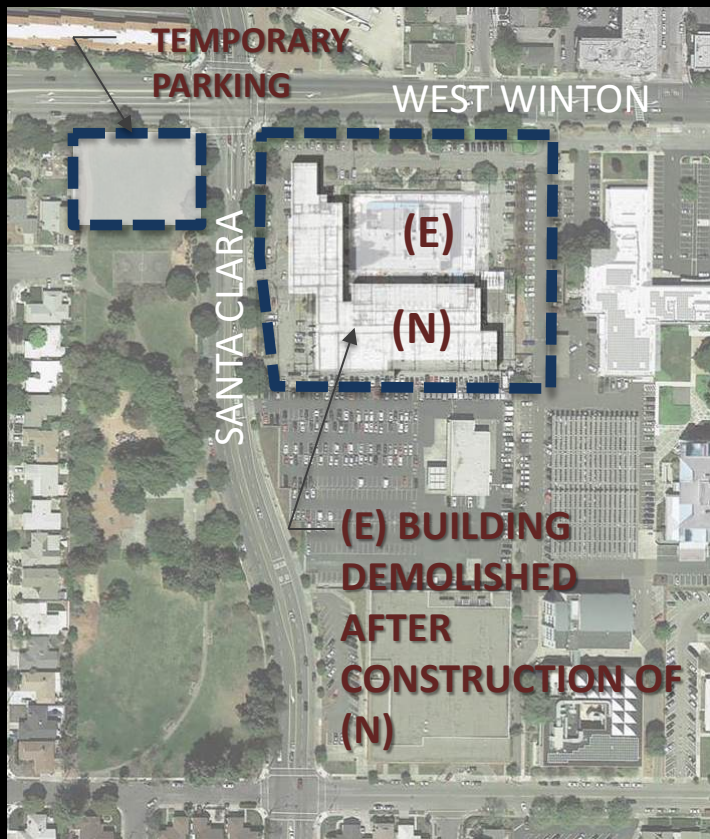 TEMPORARY
PARKING
WEST WINTON
SANTA CLARA
(E)
(N)
(E) BUILDING
DEMOLISHED
AFTER
CONSTRUCTION OF
(N)